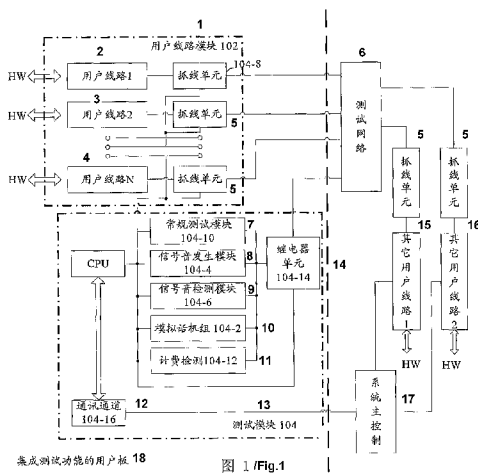 1
用户线路模块 102
2
HW 用户线路1 抓线单元 104-8
3
HW 用户线路2 抓线单元
5
4
HW 用户线路N 抓线单元
5
6
测试网络
5 5
抓线单元 抓线单元
15 16
其它用户线路1 其它用户线路2
HW HW
常规测试模块 7
104-10
CPU 信号音发生模块 8
104-4
信号音检测模块 9
104-6
模拟话机组 104-2 10
计费检测 104-12 11
继电器单元 14
104-14
通讯通道 12
104-16
13
测试模块 104
系统主控制 17
集成测试功能的用户板 18
图 1/Fig.1